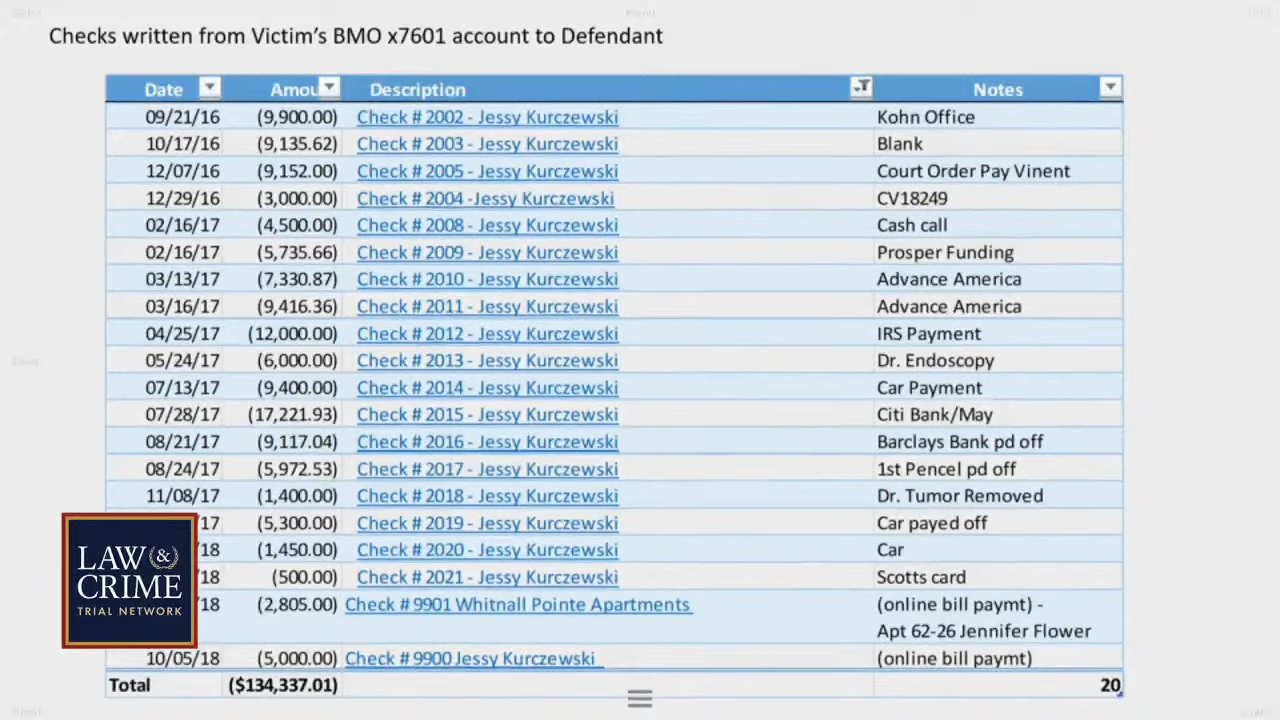 Checks written from Victim's BMO x7601 account to Defendant
Date Amou Description Notes
09/21/16 (9,900.00) Check # 2002 - Jessy Kurczewski Kohn Office
10/17/16 (9,135.62) Check # 2003 - Jessy Kurczewski Blank
12/07/16 (9,152.00) Check # 2005 - Jessy Kurczewski Court Order Pay Vinent
12/29/16 (3,000.00) Check # 2004 -Jessy Kurczewski CV18249
02/16/17 (4,500.00) Check # 2008 - Jessy Kurczewski Cash call
02/16/17 (5,735.66) Check # 2009 - Jessy Kurczewski Prosper Funding
03/13/17 (7,330.87) Check # 2010 - Jessy Kurczewski Advance America
03/16/17 (9,416.36) Check # 2011 - Jessy Kurczewski Advance America
04/25/17 (12,000.00) Check # 2012 - Jessy Kurczewski IRS Payment
05/24/17 (6,000.00) Check # 2013 - Jessy Kurczewski Dr. Endoscopy
07/13/17 (9,400.00) Check # 2014 - Jessy Kurczewski Car Payment
07/28/17 (17,221.93) Check # 2015 - Jessy Kurczewski Citi Bank/May
08/21/17 (9,117.04) Check # 2016 - Jessy Kurczewski Barclays Bank pd off
08/24/17 (5,972.53) Check # 2017 - Jessy Kurczewski 1st Pencel pd off
11/08/17 (1,400.00) Check # 2018 - Jessy Kurczewski Dr. Tumor Removed
17 (5,300.00) Check # 2019 - Jessy Kurczewski Car payed off
/18 (1,450.00) Check # 2020 - Jessy Kurczewski Car
/18 (500.00) Check # 2021 - Jessy Kurczewski Scotts card
/18 (2,805.00) Check # 9901 Whitnall Pointe Apartments (online bill paymt) -
Apt 62-26 Jennifer Flower
10/05/18 (5,000.00) Check # 9900 Jessy Kurczewski (online bill paymt)
Total ($134,337.01) 20
LAW &
CRIME
TRIAL NETWORK